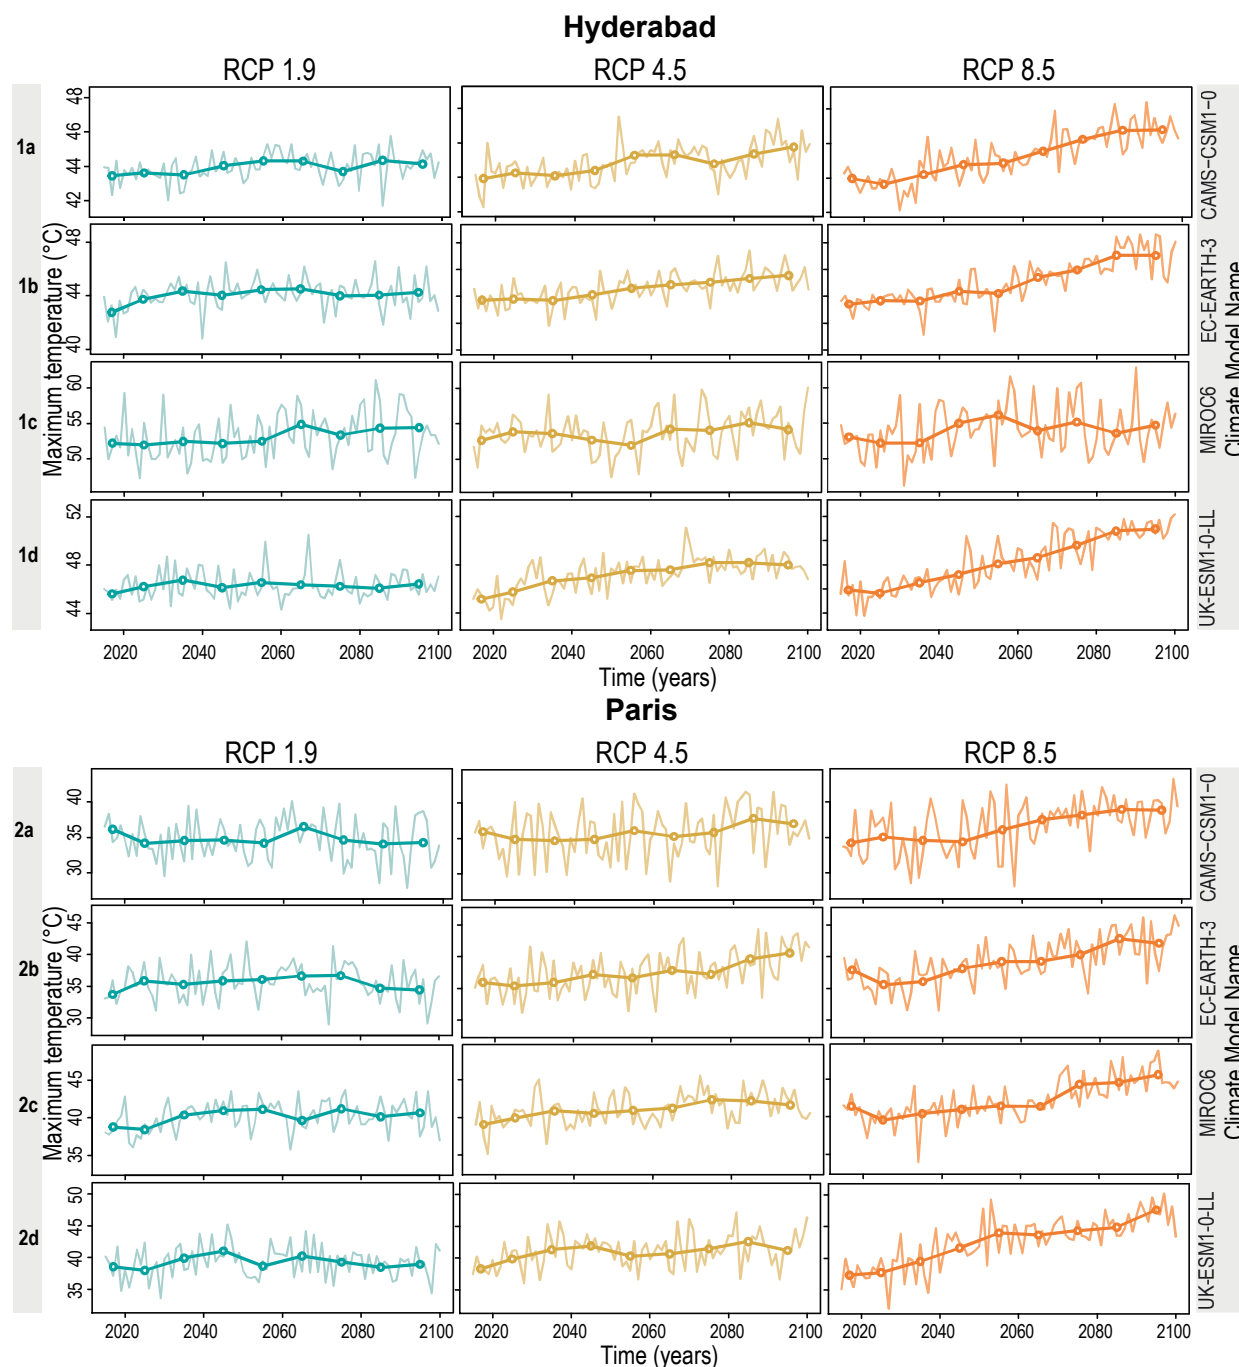 Hyderabad
RCP 1.9 RCP 4.5 RCP 8.5
1a
48
46
44
42
CAMS-CSM1-0
1b
48
44
40
EC-EARTH-3
1c
60
55
50
MIROC6
1d
52
48
44
UK-ESM1-0-LL
Maximum temperature (°C)
Climate Model Name
2020 2040 2060 2080 2100 2020 2040 2060 2080 2100 2020 2040 2060 2080 2100
Time (years)
Paris
RCP 1.9 RCP 4.5 RCP 8.5
2a
40
35
30
CAMS-CSM1-0
2b
45
40
35
30
EC-EARTH-3
2c
45
40
35
MIROC6
2d
50
45
40
35
UK-ESM1-0-LL
Maximum temperature (°C)
Climate Model Name
2020 2040 2060 2080 2100 2020 2040 2060 2080 2100 2020 2040 2060 2080 2100
Time (years)